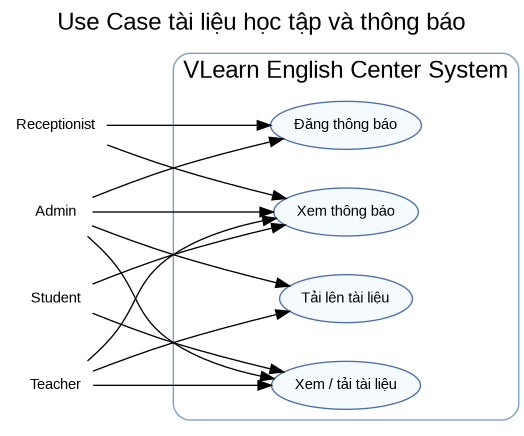 Use Case tài liệu học tập và thông báo
VLearn English Center System
Receptionist
Đăng thông báo
Admin
Xem thông báo
Student
Tải lên tài liệu
Teacher
Xem / tải tài liệu